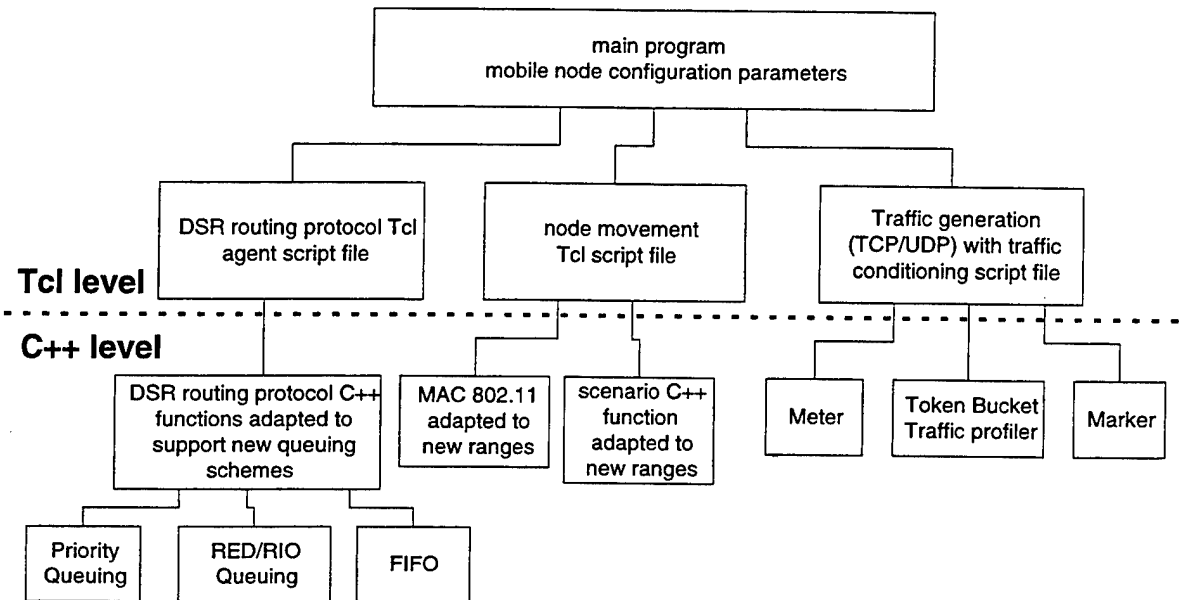 main program
mobile node configuration parameters
DSR routing protocol Tcl
agent script file
node movement
Tcl script file
Traffic generation
(TCP/UDP) with traffic
conditioning script file
Tcl level
C++ level
DSR routing protocol C++
functions adapted to
support new queuing
schemes
MAC 802.11
adapted to
new ranges
scenario C++
function
adapted to
new ranges
Meter
Token Bucket
Traffic profiler
Marker
Priority
Queuing
RED/RIO
Queuing
FIFO